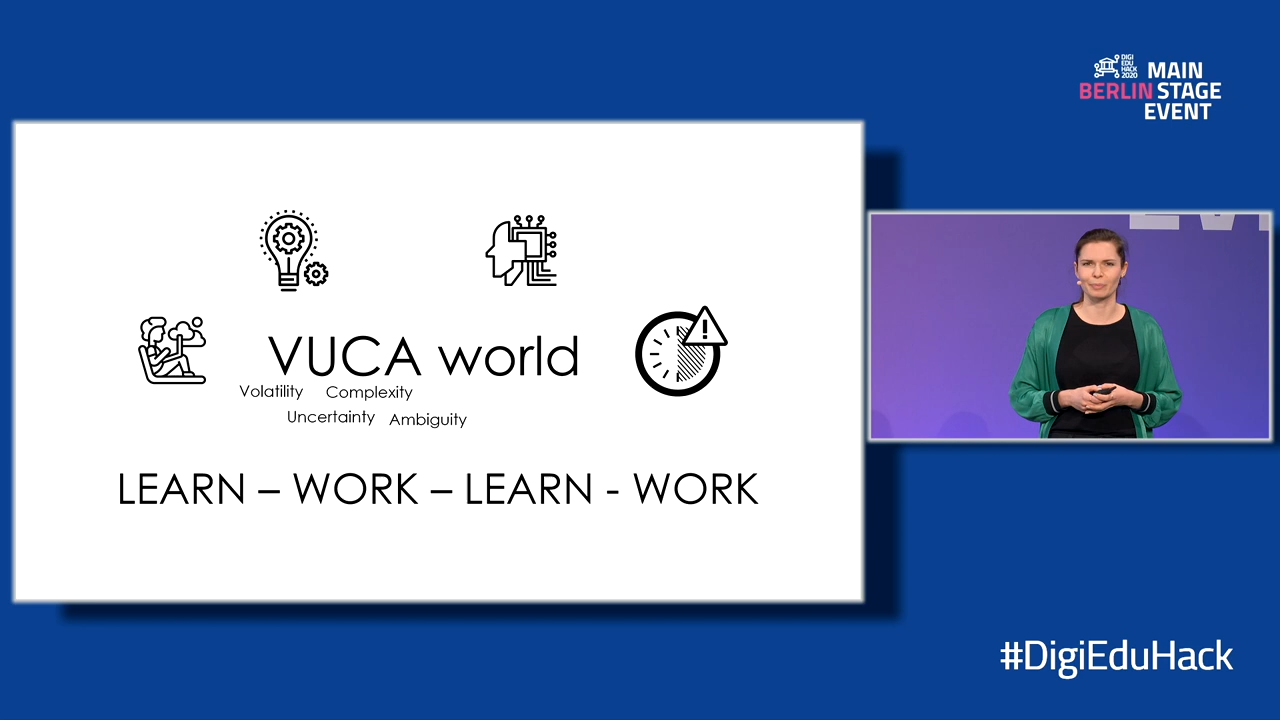 DIGI
EDU
HACK
2020
MAIN
BERLIN STAGE
EVENT
VUCA world
Volatility Complexity
Uncertainty Ambiguity
LEARN – WORK – LEARN - WORK
#DigiEduHack